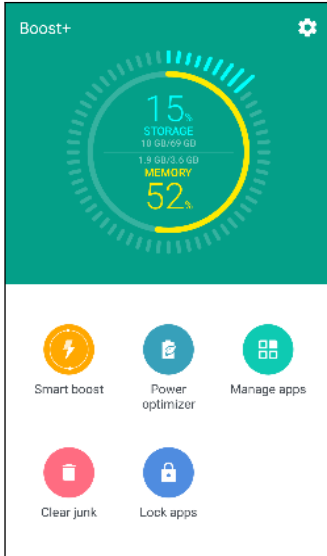 Boost+
15%
STORAGE
10 GB/69 GB
1.9 GB/3.6 GB
MEMORY
52%
Smart boost
Power
optimizer
Manage apps
Clear junk
Lock apps